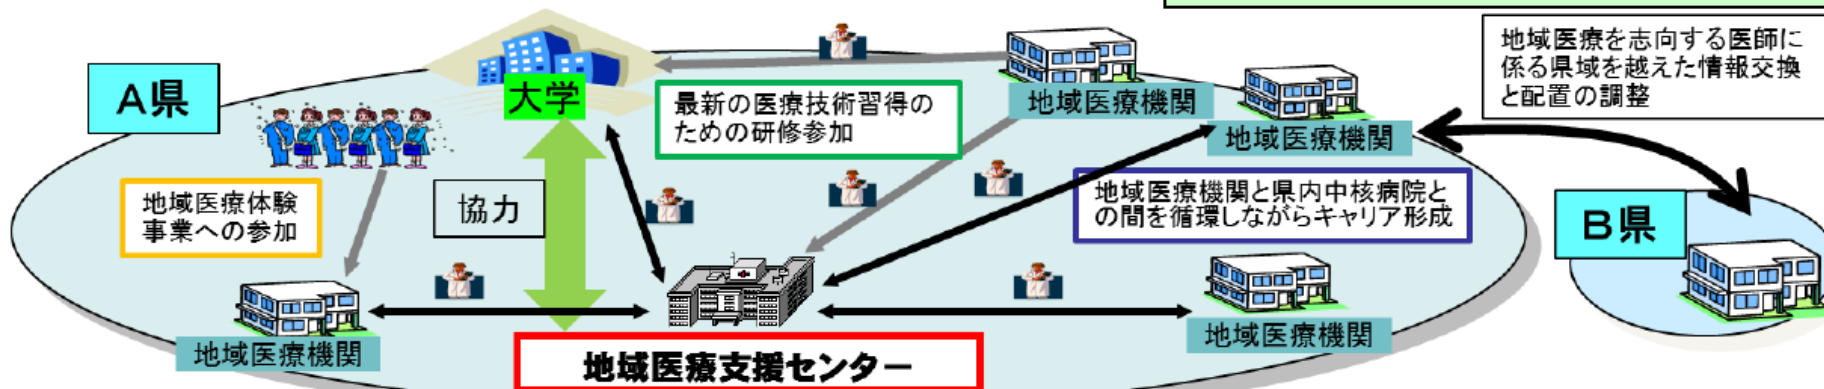 A県
大学
最新の医療技術習得の
ための研修参加
地域医療機関
地域医療機関
地域医療を志向する医師に
係る県域を越えた情報交換
と配置の調整
地域医療体験
事業への参加
協力
地域医療機関と県内中核病院と
の間を循環しながらキャリア形成
B県
地域医療機関
地域医療機関
地域医療支援センター